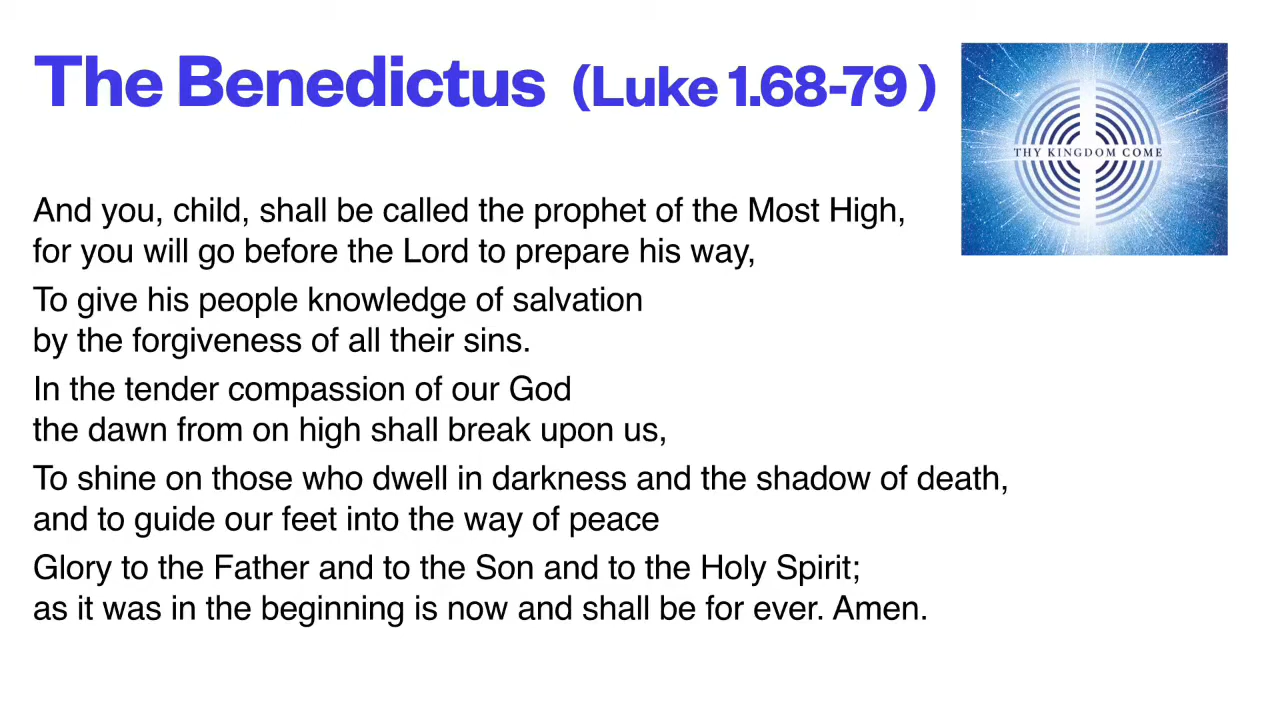 The Benedictus (Luke 1.68-79 )
THY KINGDOM COME
And you, child, shall be called the prophet of the Most High,
for you will go before the Lord to prepare his way,
To give his people knowledge of salvation
by the forgiveness of all their sins.
In the tender compassion of our God
the dawn from on high shall break upon us,
To shine on those who dwell in darkness and the shadow of death,
and to guide our feet into the way of peace
Glory to the Father and to the Son and to the Holy Spirit;
as it was in the beginning is now and shall be for ever. Amen.